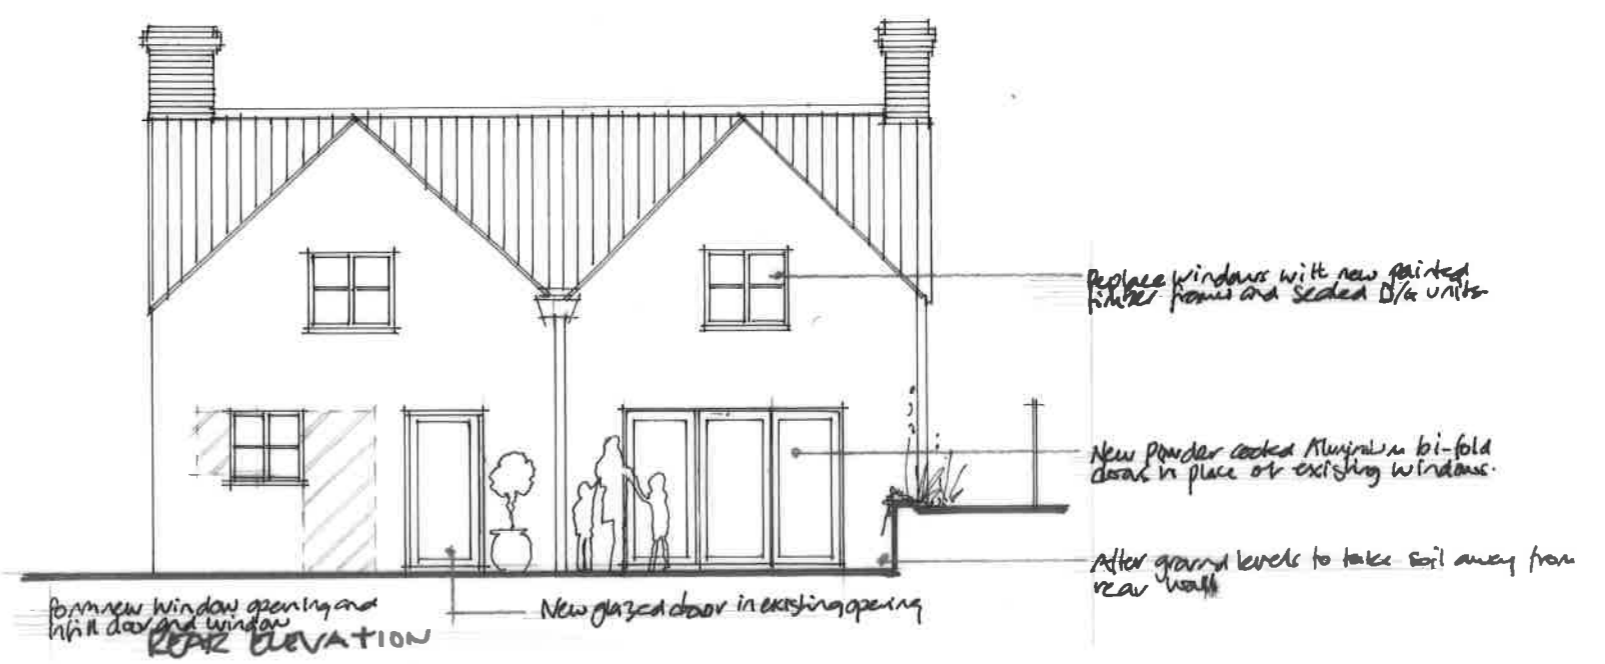 Replace windows with new painted
timber frames and sealed D/G units
New Powder coated Aluminium bi-fold
doors in place of existing windows.
After ground levels to take soil away from
rear wall
Form new window opening and
infill door and window
New glazed door in existing opening
REAR ELEVATION